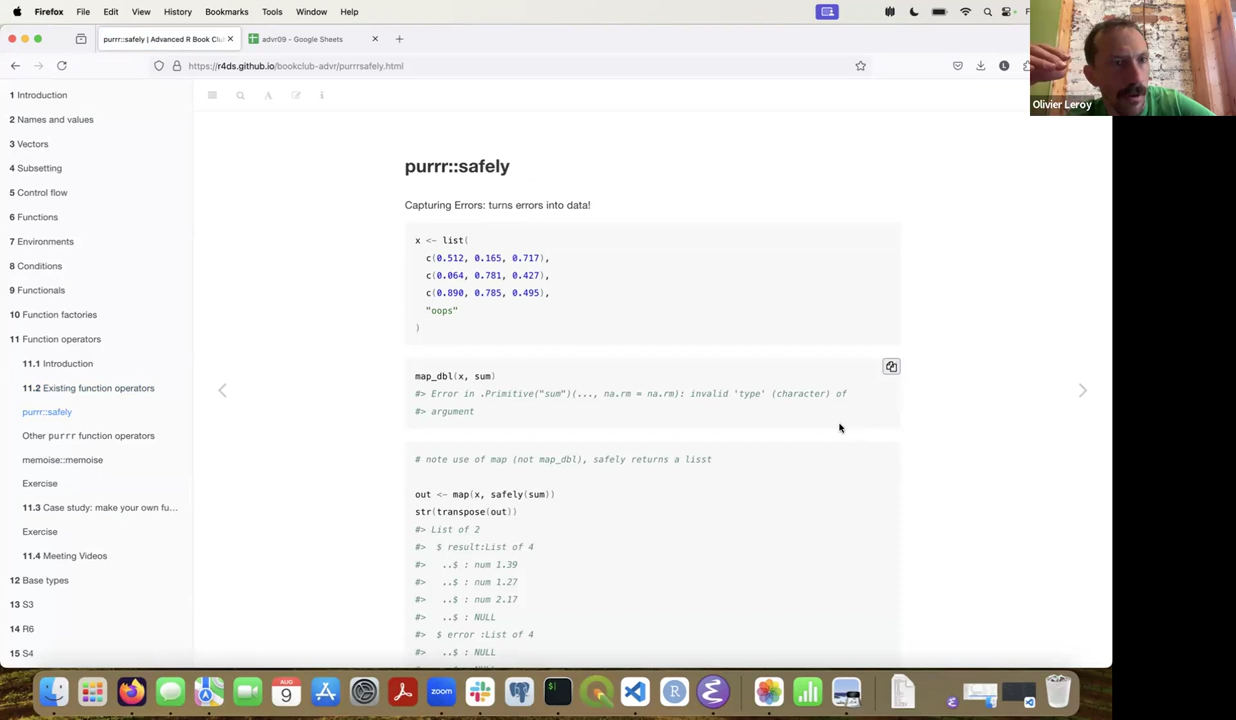 Firefox File Edit View History Bookmarks Tools Window Help
purrr::safely | Advanced R Book Clu
advr09 - Google Sheets
https://r4ds.github.io/bookclub-advr/purrrsafely.html
Olivier Leroy
1 Introduction
2 Names and values
3 Vectors
4 Subsetting
5 Control flow
6 Functions
7 Environments
8 Conditions
9 Functionals
10 Function factories
11 Function operators
11.1 Introduction
11.2 Existing function operators
purrr::safely
Other purrr function operators
memoise::memoise
Exercise
11.3 Case study: make your own fu...
Exercise
11.4 Meeting Videos
12 Base types
13 S3
14 R6
15 S4
purrr::safely
Capturing Errors: turns errors into data!
x <- list(
c(0.512, 0.165, 0.717),
c(0.064, 0.781, 0.427),
c(0.890, 0.785, 0.495),
"oops"
)
map_dbl(x, sum)
#> Error in .Primitive("sum")(..., na.rm = na.rm): invalid 'type' (character) of
#> argument
# note use of map (not map_dbl), safely returns a lisst
out <- map(x, safely(sum))
str(transpose(out))
#> List of 2
#>  $ result:List of 4
#>   ..$ : num 1.39
#>   ..$ : num 1.27
#>   ..$ : num 2.17
#>   ..$ : NULL
#>  $ error :List of 4
#>   ..$ : NULL
AUG
9
zoom